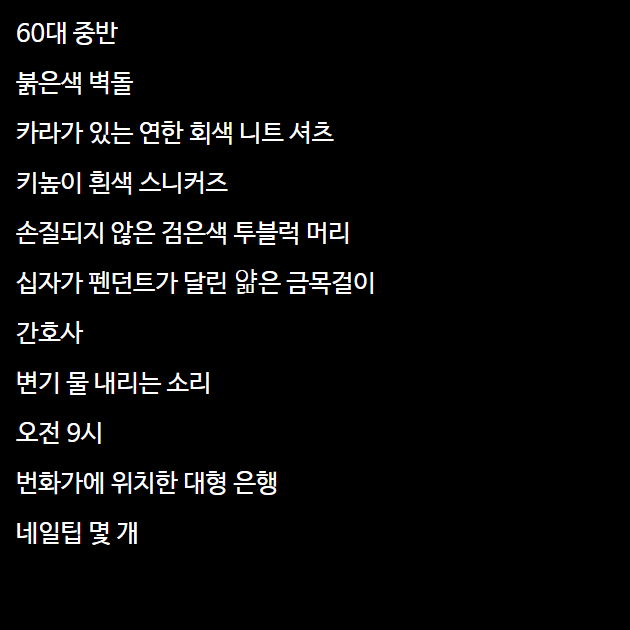 60대 중반
붉은색 벽돌
카라가 있는 연한 회색 니트 셔츠
키높이 흰색 스니커즈
손질되지 않은 검은색 투블럭 머리
십자가 펜던트가 달린 얆은 금목걸이
간호사
변기 물 내리는 소리
오전 9시
번화가에 위치한 대형 은행
네일팁 몇 개